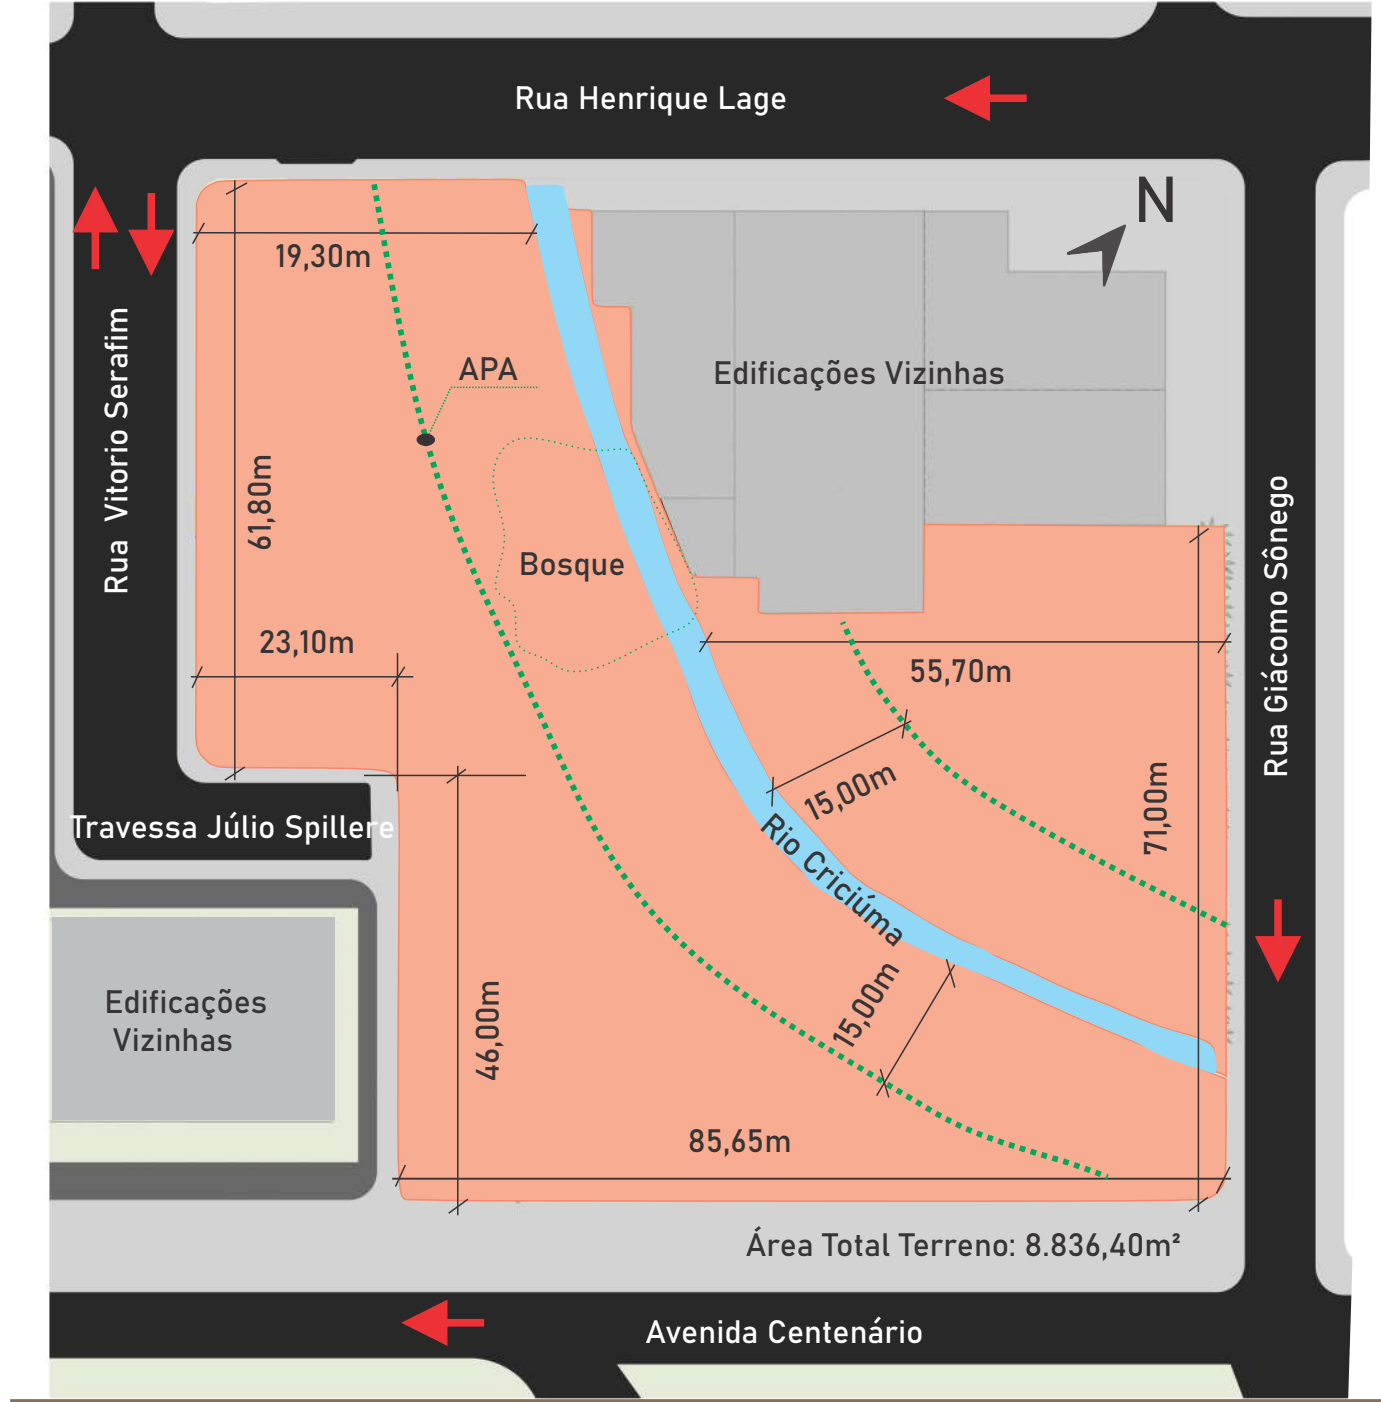 Rua Henrique Lage
N
19,30m
APA
Edificações Vizinhas
Rua Vitorio Serafim
61,80m
Bosque
Rua Giácomo Sônego
23,10m
55,70m
15,00m
71,00m
Travessa Júlio Spillere
Rio Criciúma
15,00m
46,00m
Edificações
Vizinhas
85,65m
Área Total Terreno: 8.836,40m²
Avenida Centenário